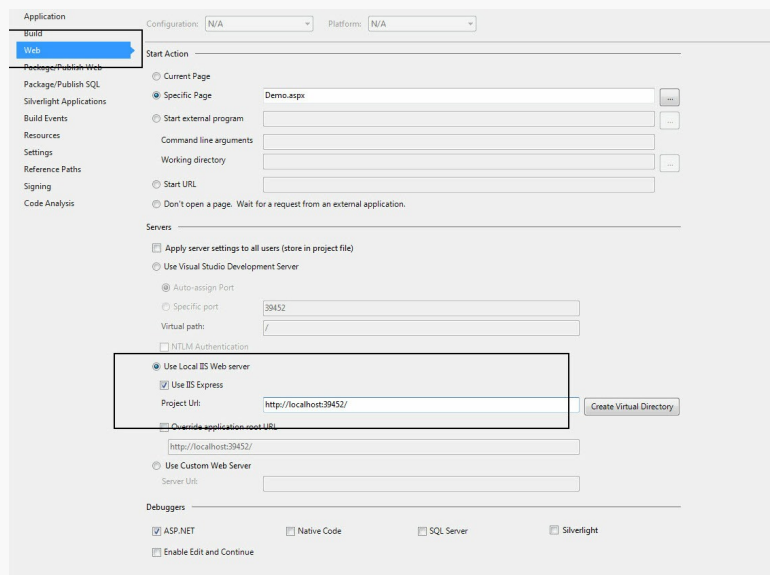 Application
Build
Web
Package/Publish Web
Package/Publish SQL
Silverlight Applications
Build Events
Resources
Settings
Reference Paths
Signing
Code Analysis
Configuration: N/A Platform: N/A
Start Action
Current Page
Specific Page Demo.aspx ...
Start external program ...
Command line arguments
Working directory ...
Start URL
Don't open a page. Wait for a request from an external application.
Servers
Apply server settings to all users (store in project file)
Use Visual Studio Development Server
Auto-assign Port
Specific port 39452
Virtual path: /
NTLM Authentication
Use Local IIS Web server
Use IIS Express
Project Url: http://localhost:39452/ Create Virtual Directory
Override application root URL
http://localhost:39452/
Use Custom Web Server
Server Url:
Debuggers
ASP.NET Native Code SQL Server Silverlight
Enable Edit and Continue